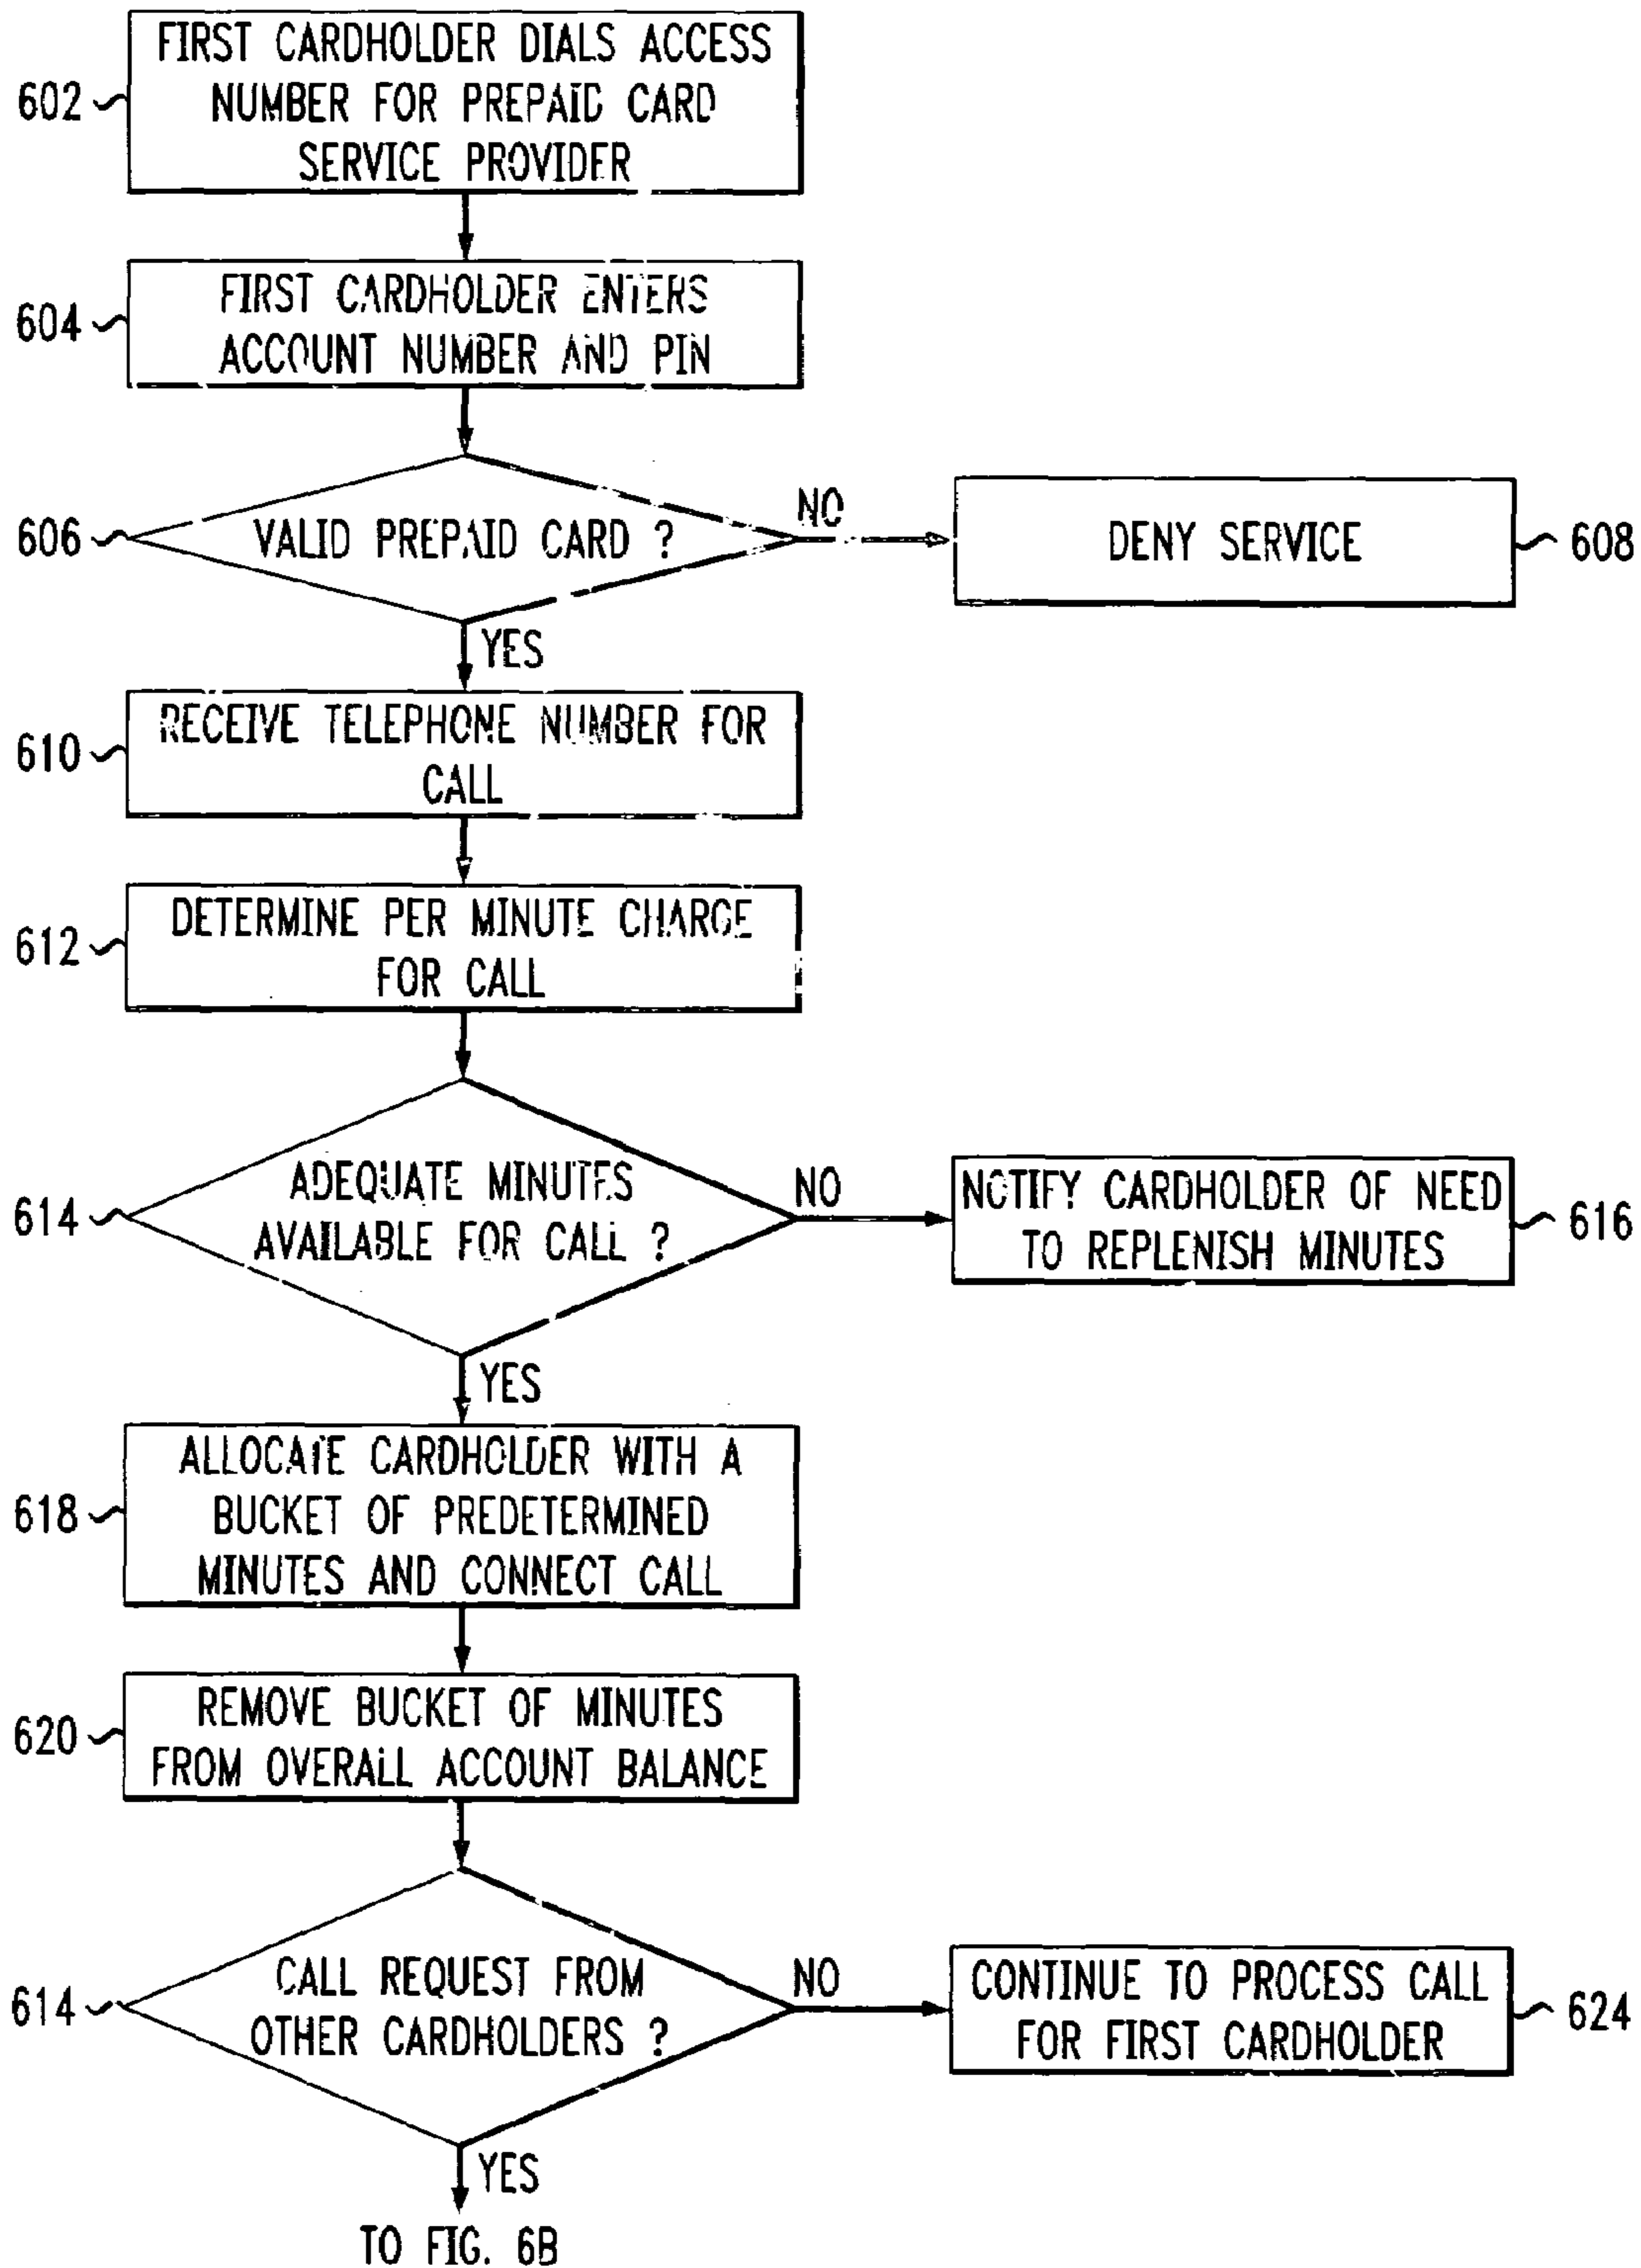 FIRST CARDHOLDER DIALS ACCESS
NUMBER FOR PREPAID CARD
SERVICE PROVIDER
602
FIRST CARDHOLDER ENTERS
ACCOUNT NUMBER AND PIN
604
VALID PREPAID CARD ?
606
NO
DENY SERVICE
608
YES
RECEIVE TELEPHONE NUMBER FOR
CALL
610
DETERMINE PER MINUTE CHARGE
FOR CALL
612
ADEQUATE MINUTES
AVAILABLE FOR CALL ?
614
NO
NOTIFY CARDHOLDER OF NEED
TO REPLENISH MINUTES
616
YES
ALLOCATE CARDHOLDER WITH A
BUCKET OF PREDETERMINED
MINUTES AND CONNECT CALL
618
REMOVE BUCKET OF MINUTES
FROM OVERALL ACCOUNT BALANCE
620
CALL REQUEST FROM
OTHER CARDHOLDERS ?
614
NO
CONTINUE TO PROCESS CALL
FOR FIRST CARDHOLDER
624
YES
TO FIG. 6B